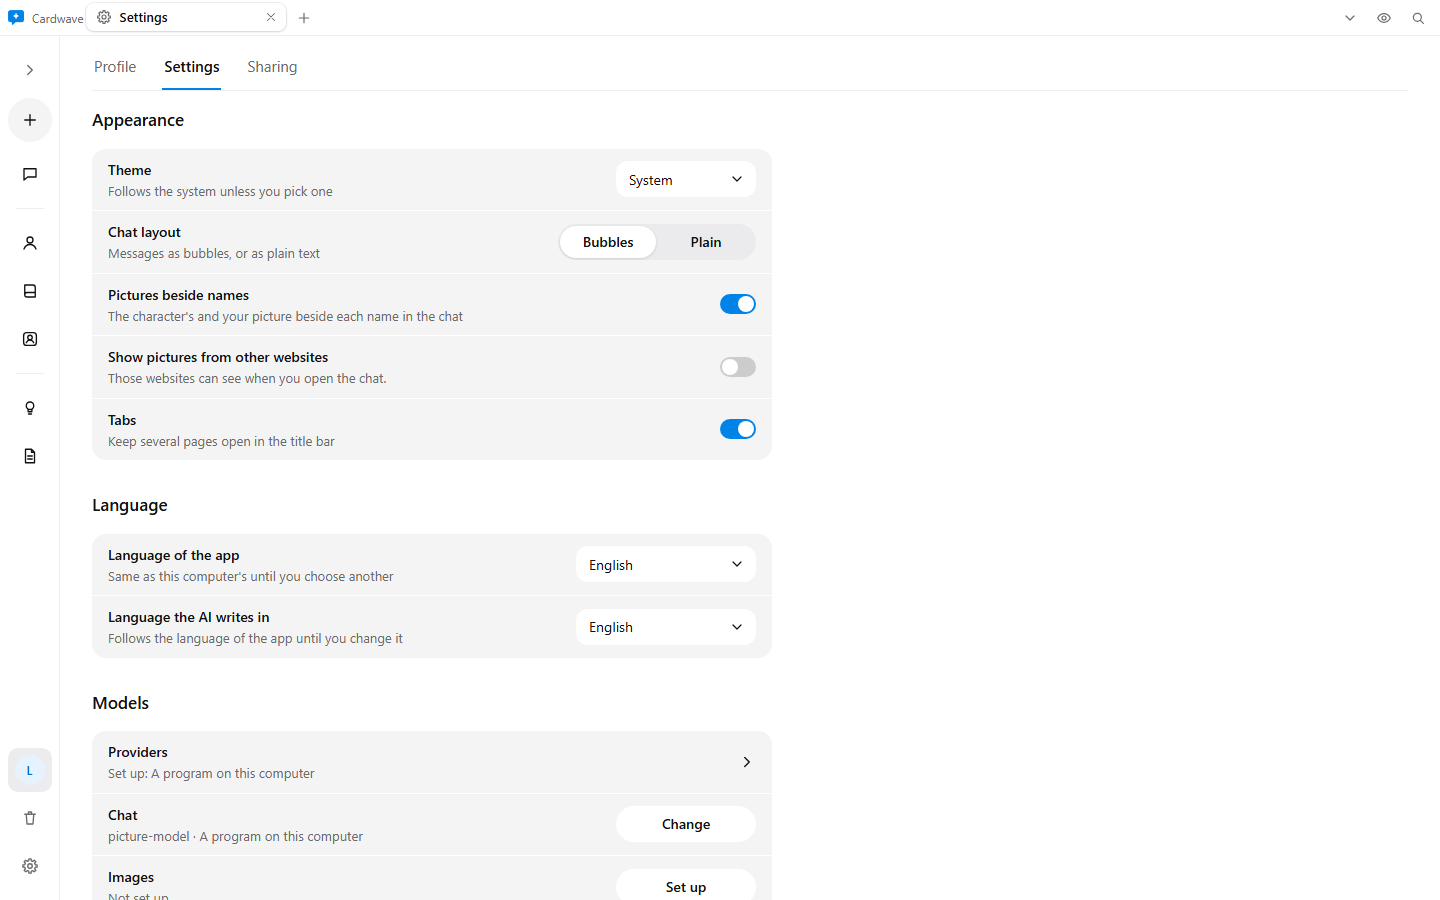 Cardwave
Settings
Profile
Settings
Sharing
Appearance
Theme
Follows the system unless you pick one
System
Chat layout
Messages as bubbles, or as plain text
Bubbles
Plain
Pictures beside names
The character's and your picture beside each name in the chat
Show pictures from other websites
Those websites can see when you open the chat.
Tabs
Keep several pages open in the title bar
Language
Language of the app
Same as this computer's until you choose another
English
Language the AI writes in
Follows the language of the app until you change it
English
Models
Providers
Set up: A program on this computer
Chat
picture-model · A program on this computer
Change
Images
Not set up
Set up
L